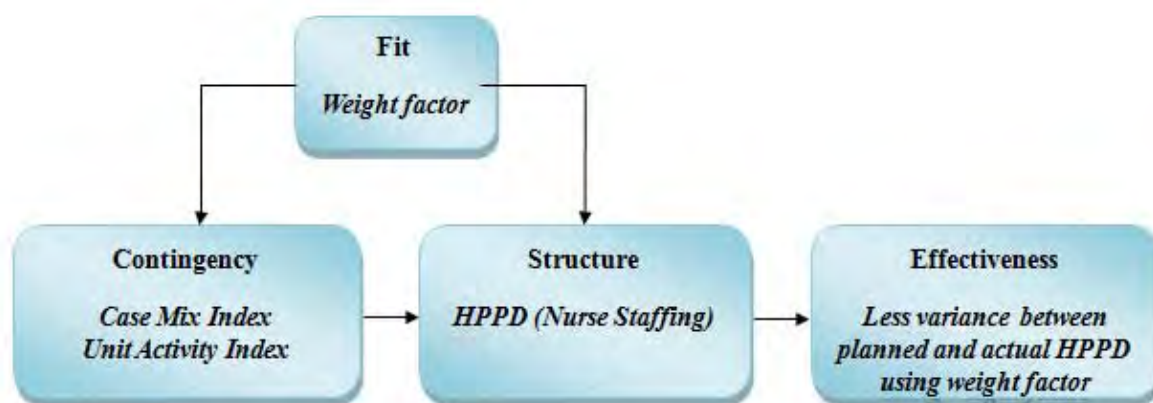 Fit
Weight factor
Contingency
Case Mix Index
Unit Activity Index
Structure
HPPD (Nurse Staffing)
Effectiveness
Less variance between
planned and actual HPPD
using weight factor